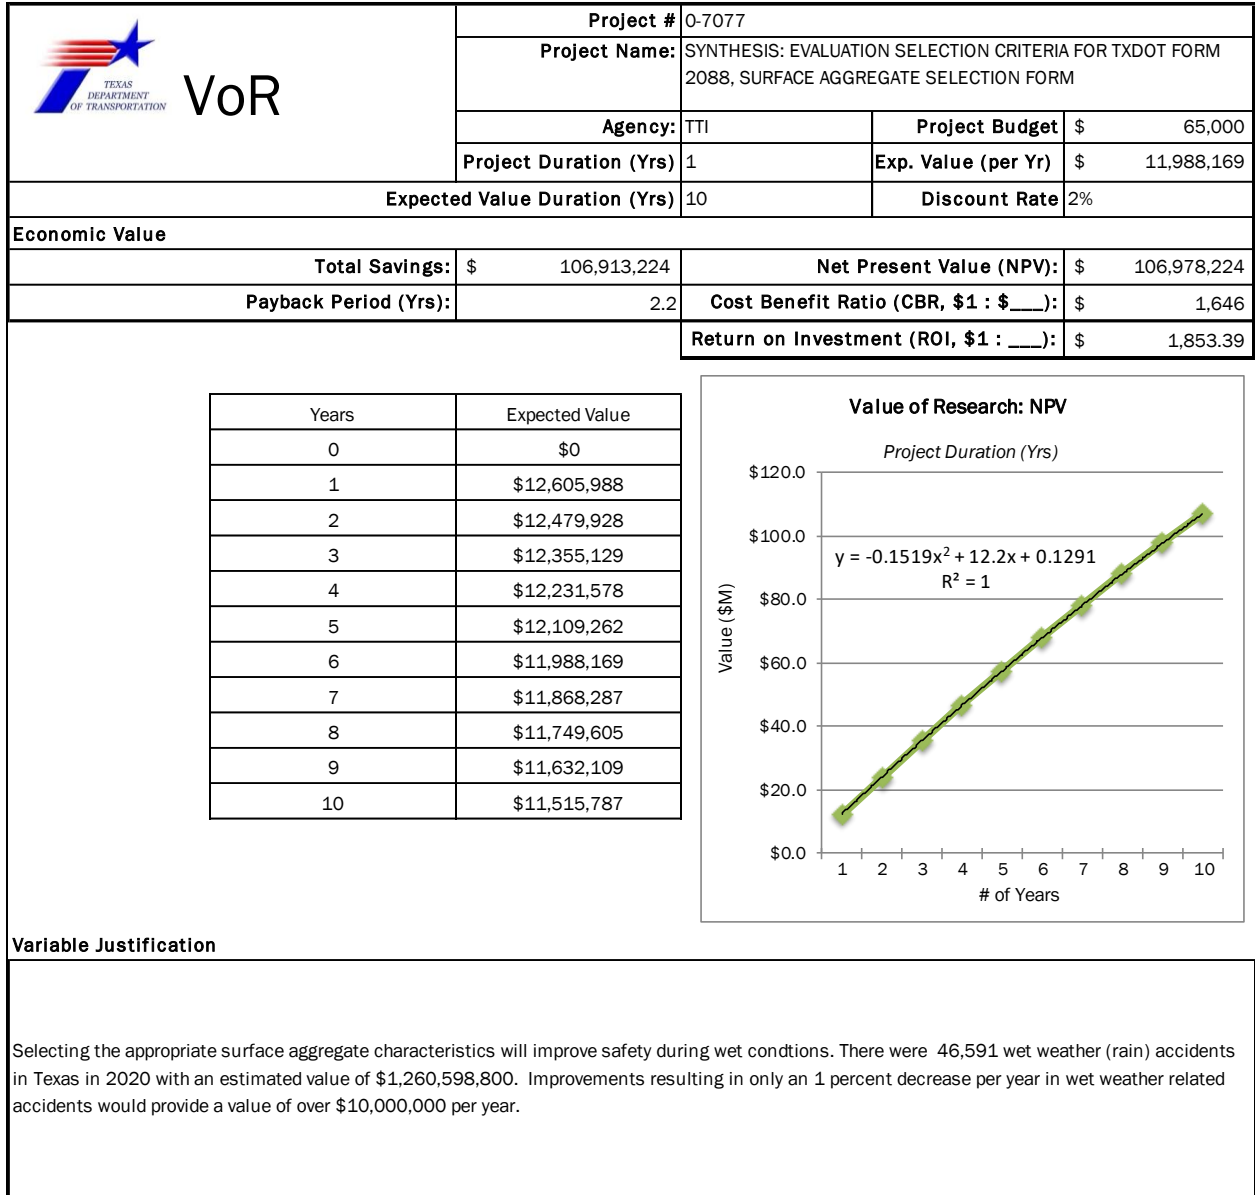 TEXAS
DEPARTMENT
OF TRANSPORTATION
VoR
Project # 0-7077
Project Name: SYNTHESIS: EVALUATION SELECTION CRITERIA FOR TXDOT FORM
2088, SURFACE AGGREGATE SELECTION FORM
Agency: TTI Project Budget $ 65,000
Project Duration (Yrs) 1 Exp. Value (per Yr) $ 11,988,169
Expected Value Duration (Yrs) 10 Discount Rate 2%
Economic Value
Total Savings: $ 106,913,224 Net Present Value (NPV): $ 106,978,224
Payback Period (Yrs): 2.2 Cost Benefit Ratio (CBR, $1 : $___): $ 1,646
Return on Investment (ROI, $1 : ___): $ 1,853.39
Years Expected Value
0 $0
1 $12,605,988
2 $12,479,928
3 $12,355,129
4 $12,231,578
5 $12,109,262
6 $11,988,169
7 $11,868,287
8 $11,749,605
9 $11,632,109
10 $11,515,787
Value of Research: NPV
Project Duration (Yrs)
$120.0
$100.0
$80.0
$60.0
$40.0
$20.0
$0.0
Value ($M)
y = -0.1519x² + 12.2x + 0.1291
R² = 1
1 2 3 4 5 6 7 8 9 10
# of Years
Variable Justification
Selecting the appropriate surface aggregate characteristics will improve safety during wet condtions. There were 46,591 wet weather (rain) accidents
in Texas in 2020 with an estimated value of $1,260,598,800. Improvements resulting in only an 1 percent decrease per year in wet weather related
accidents would provide a value of over $10,000,000 per year.